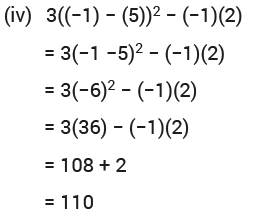 (iv) 3((−1) − (5))² − (−1)(2)
= 3(−1 −5)² − (−1)(2)
= 3(−6)² − (−1)(2)
= 3(36) − (−1)(2)
= 108 + 2
= 110